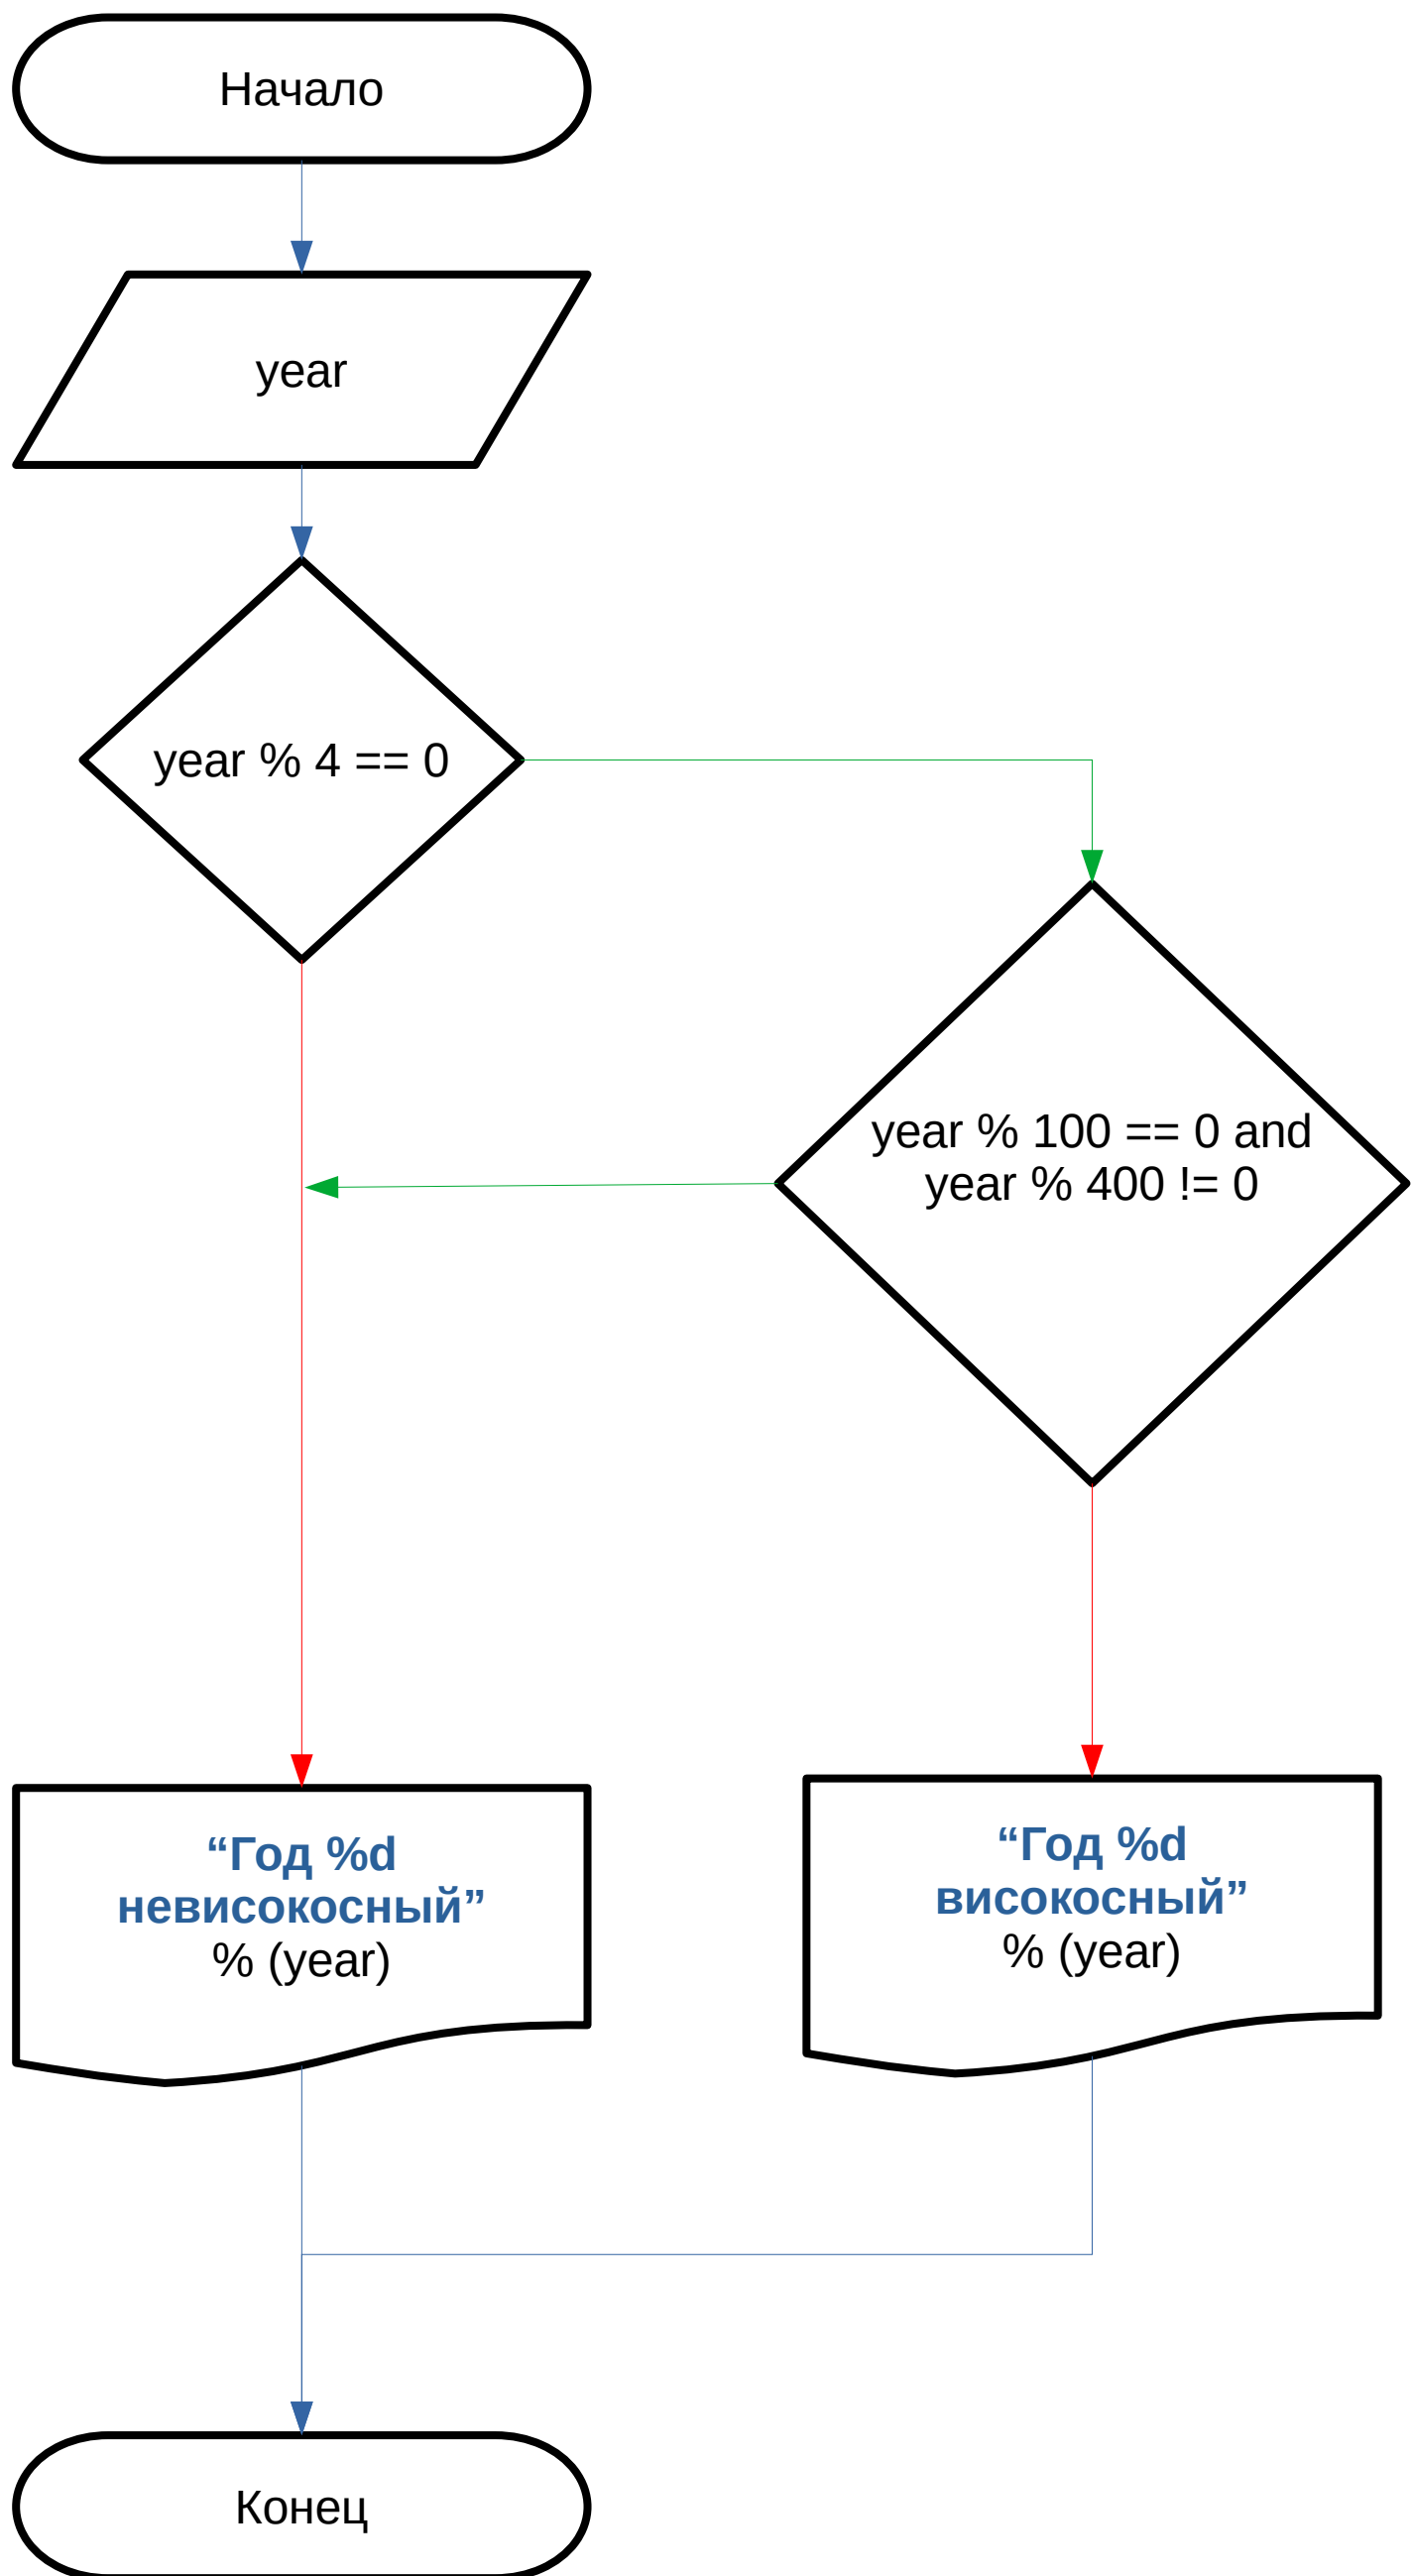 Начало
year
year % 4 == 0
year % 100 == 0 and
year % 400 != 0
“Год %d
невисокосный”
% (year)
“Год %d
високосный”
% (year)
Конец